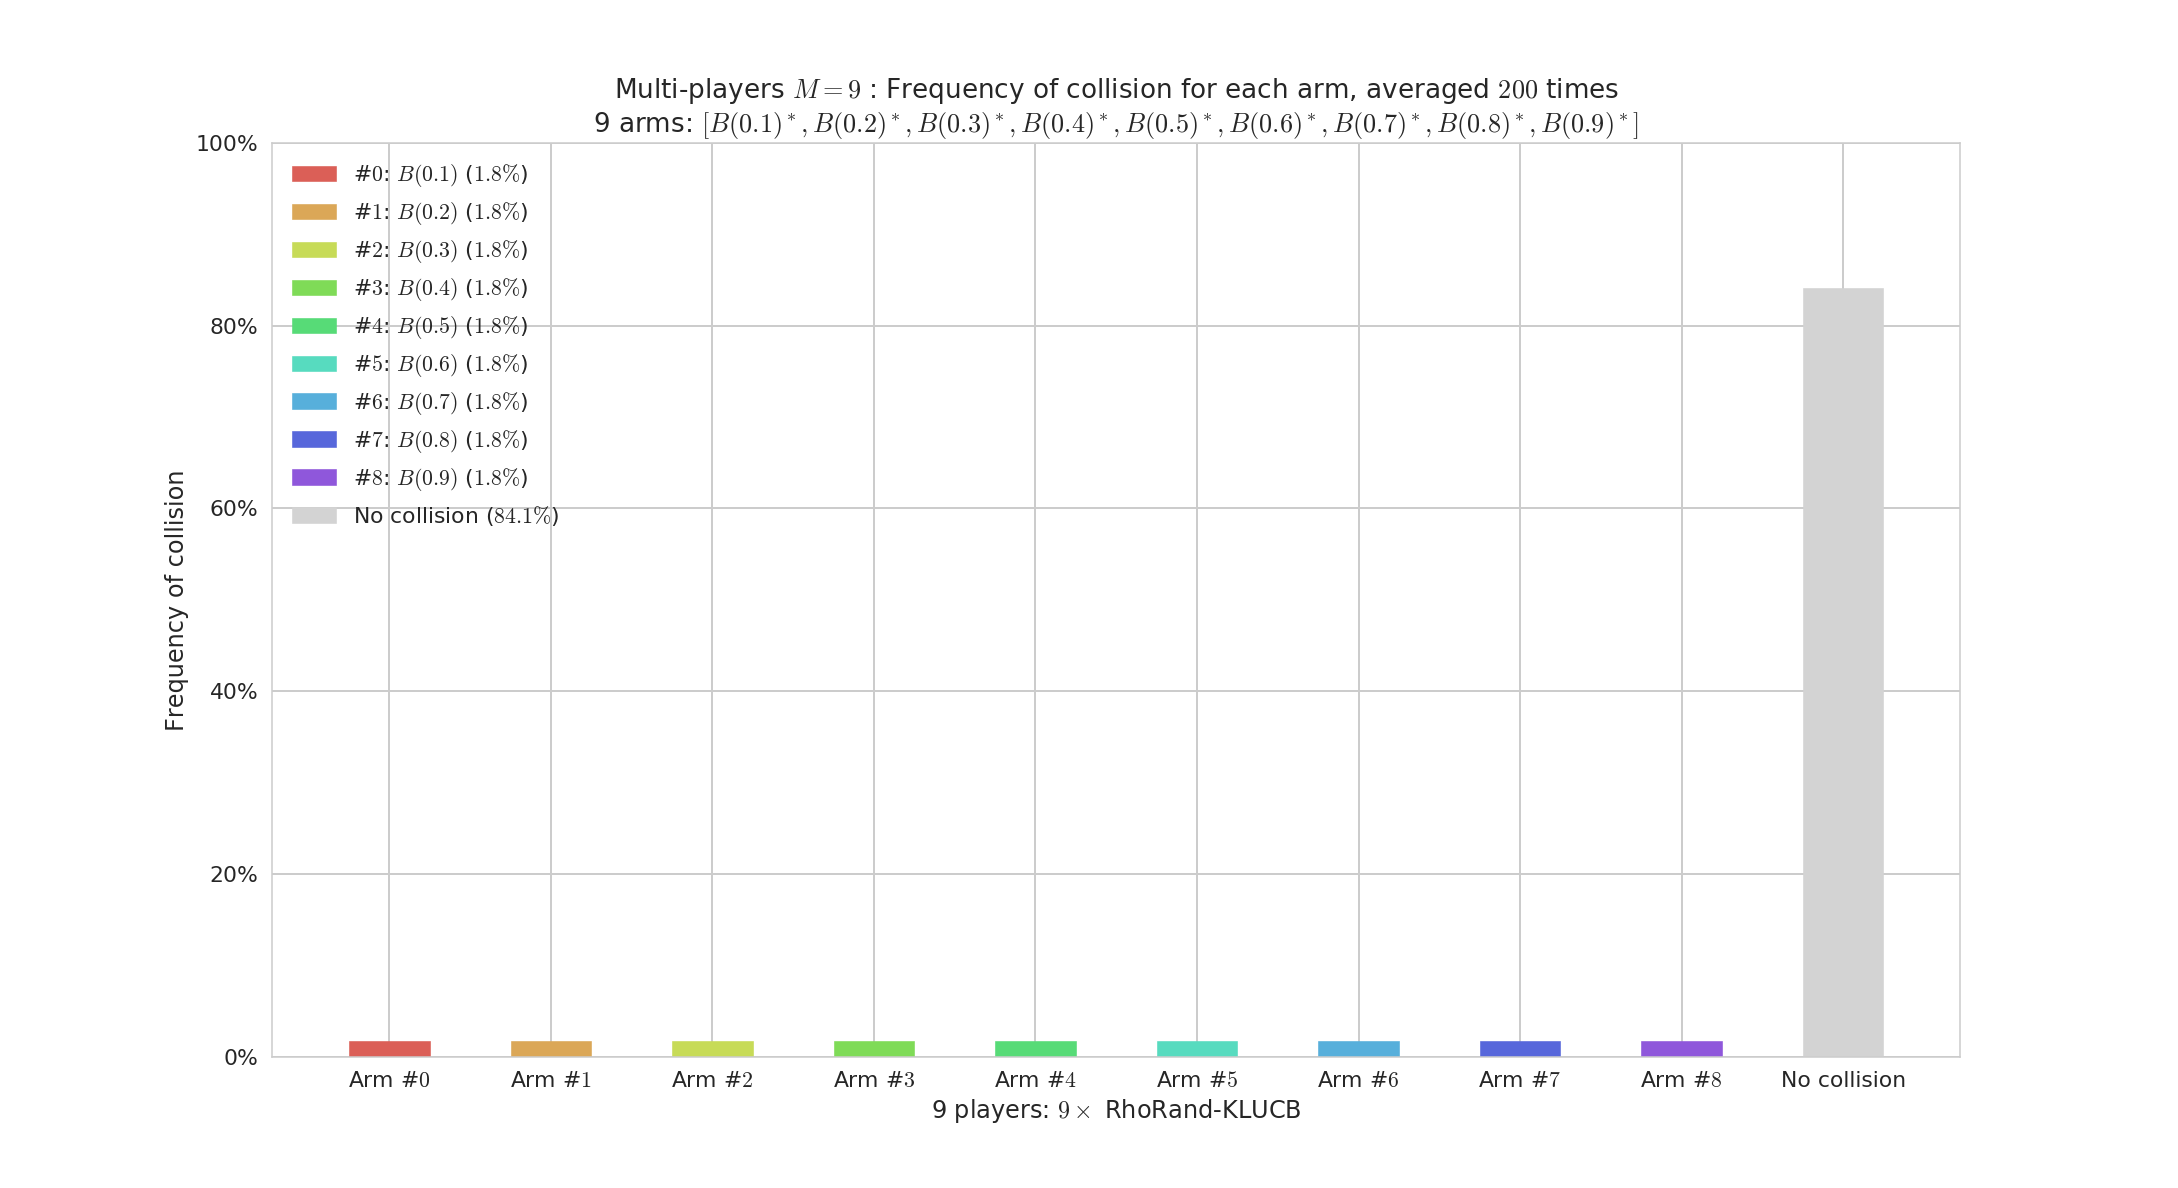 Multi-players M = 9 : Frequency of collision for each arm, averaged 200 times
9 arms: [B(0.1)*, B(0.2)*, B(0.3)*, B(0.4)*, B(0.5)*, B(0.6)*, B(0.7)*, B(0.8)*, B(0.9)*]
100%
80%
60%
40%
20%
0%
Frequency of collision
#0: B(0.1) (1.8%)
#1: B(0.2) (1.8%)
#2: B(0.3) (1.8%)
#3: B(0.4) (1.8%)
#4: B(0.5) (1.8%)
#5: B(0.6) (1.8%)
#6: B(0.7) (1.8%)
#7: B(0.8) (1.8%)
#8: B(0.9) (1.8%)
No collision (84.1%)
Arm #0 Arm #1 Arm #2 Arm #3 Arm #4 Arm #5 Arm #6 Arm #7 Arm #8 No collision
9 players: 9× RhoRand-KLUCB